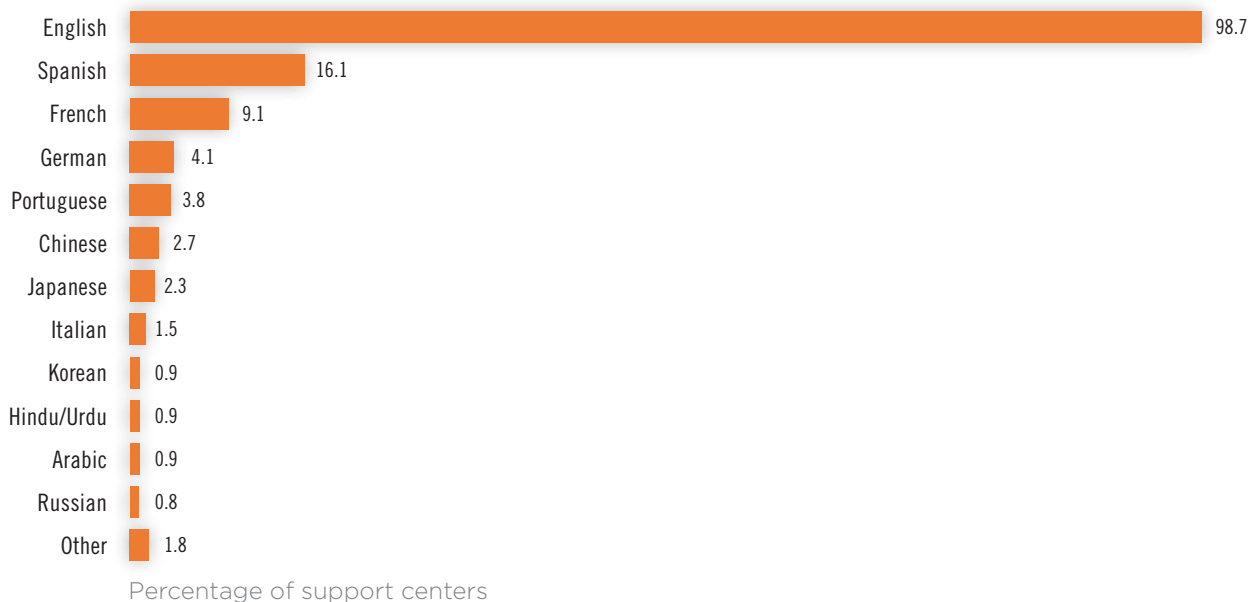 English 98.7
Spanish 16.1
French 9.1
German 4.1
Portuguese 3.8
Chinese 2.7
Japanese 2.3
Italian 1.5
Korean 0.9
Hindu/Urdu 0.9
Arabic 0.9
Russian 0.8
Other 1.8
Percentage of support centers